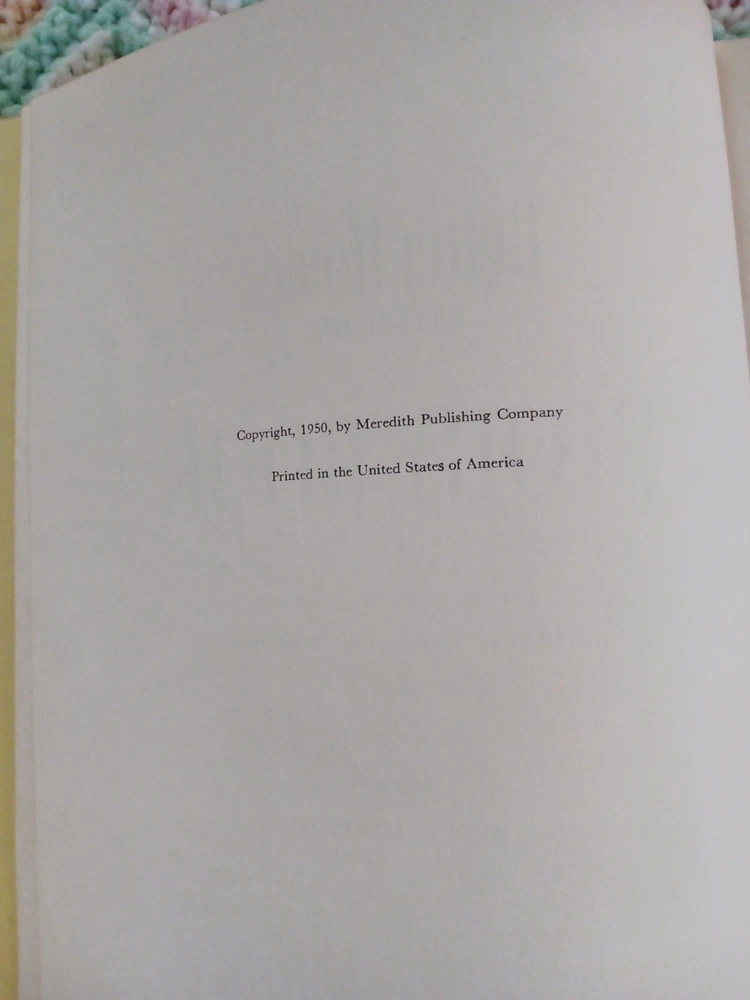 Copyright, 1950, by Meredith Publishing Company
Printed in the United States of America